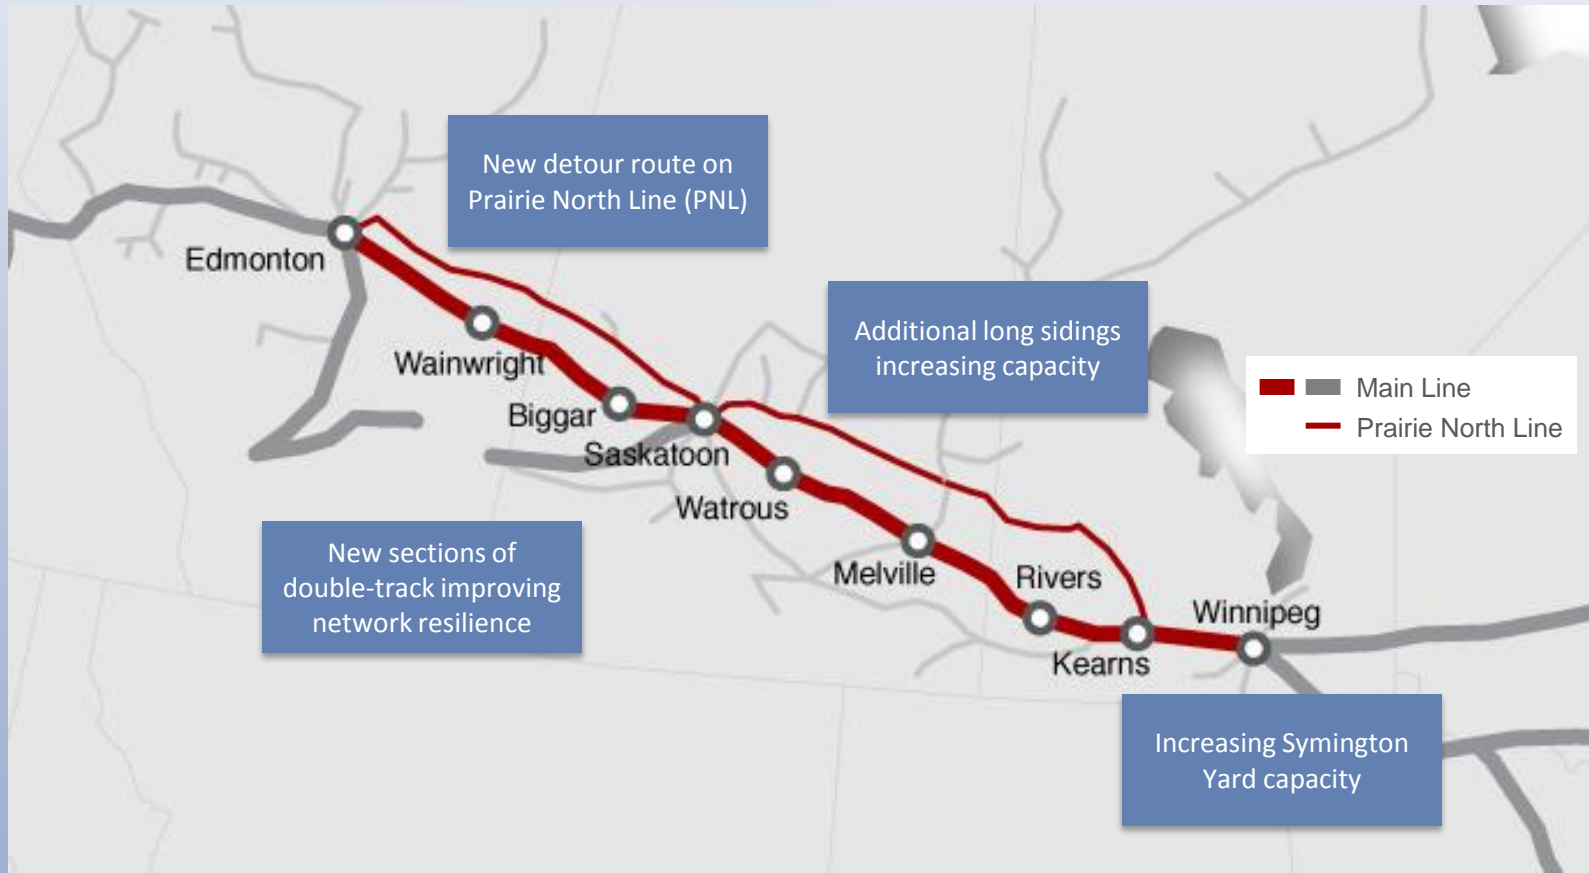 New detour route on
Prairie North Line (PNL)
Edmonton
Additional long sidings
increasing capacity
Wainwright
Main Line
Biggar
Prairie North Line
Saskatoon
Watrous
New sections of
double-track improving
network resilience
Melville
Rivers
Winnipeg
Kearns
Increasing Symington
Yard capacity